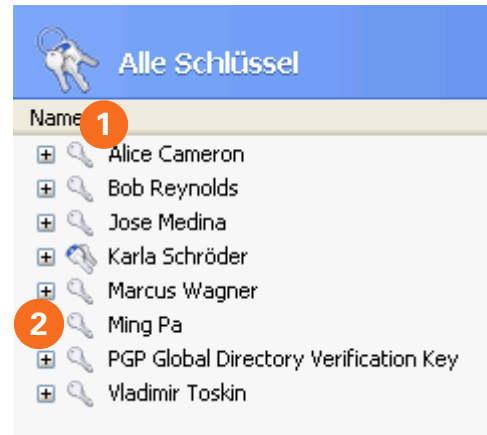 Alle Schlüssel
Name
1
Alice Cameron
Bob Reynolds
Jose Medina
Karla Schröder
Marcus Wagner
2
Ming Pa
PGP Global Directory Verification Key
Vladimir Toskin